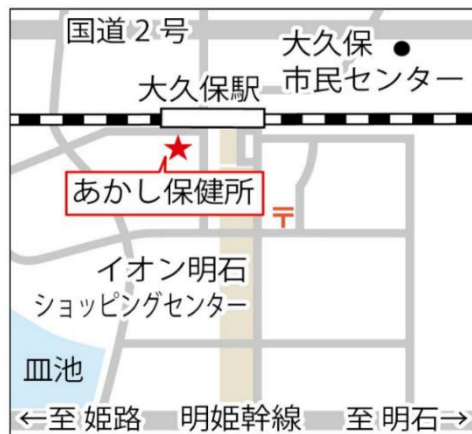 国道2号
大久保
市民センター
大久保駅
あかし保健所
〒
イオン明石
ショッピングセンター
皿池
←至 姫路
明姫幹線
至 明石→